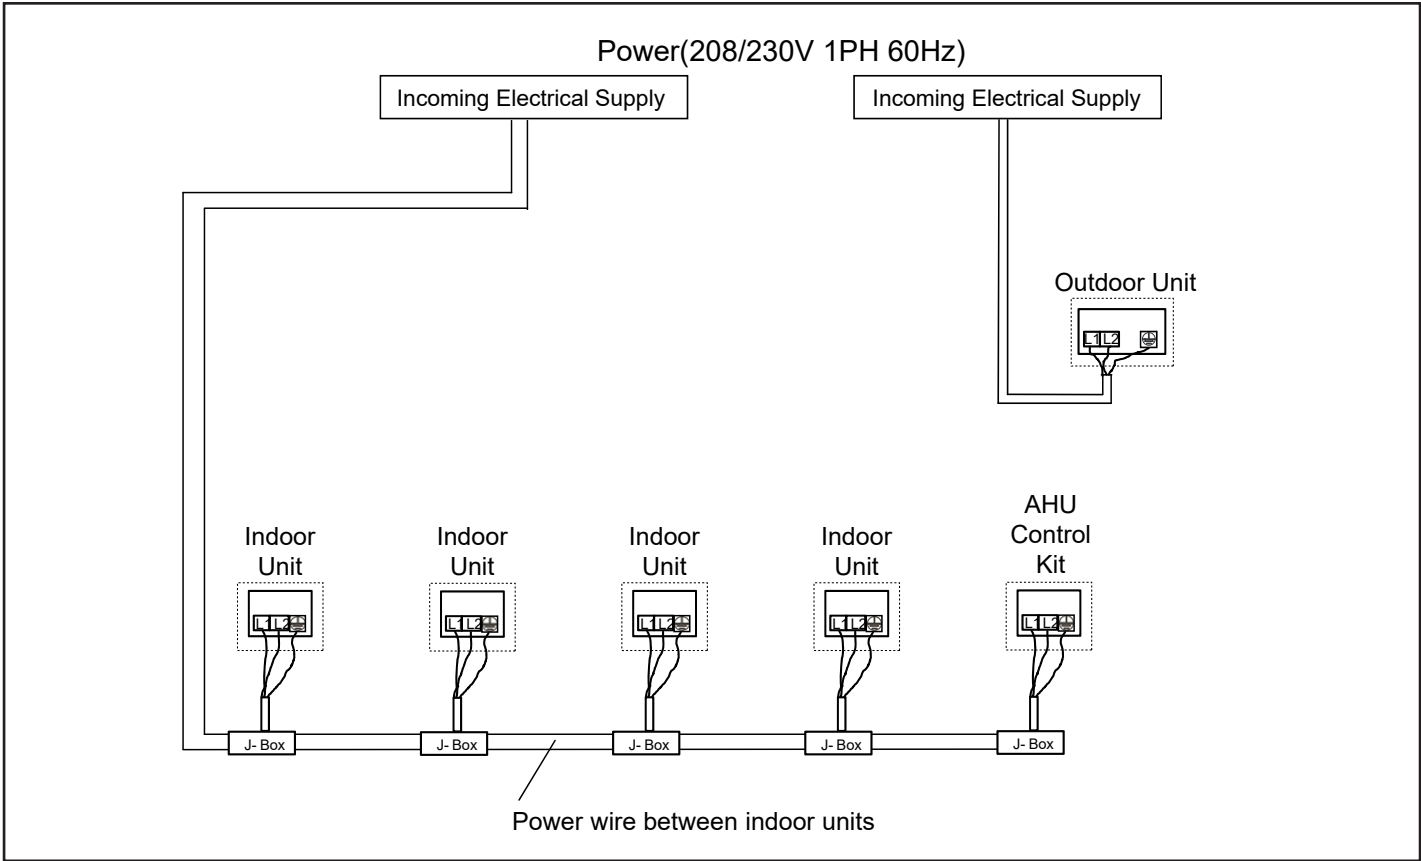 Power(208/230V 1PH 60Hz)
Incoming Electrical Supply
Incoming Electrical Supply
Outdoor Unit
L1 L2
Indoor
Unit
Indoor
Unit
Indoor
Unit
Indoor
Unit
AHU
Control
Kit
L1 L2
L1 L2
L1 L2
L1 L2
L1 L2
J- Box
J- Box
J- Box
J- Box
J- Box
Power wire between indoor units